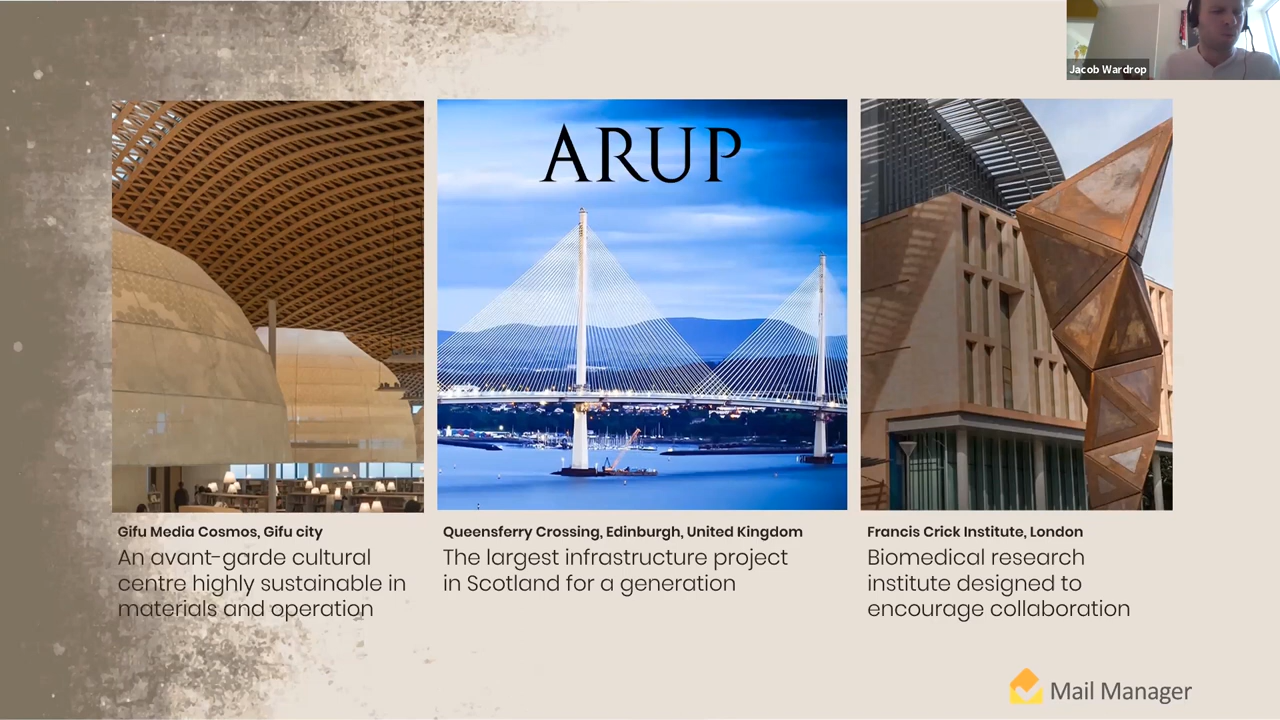 Jacob Wardrop
ARUP
Gifu Media Cosmos, Gifu city
An avant-garde cultural
centre highly sustainable in
materials and operation
Queensferry Crossing, Edinburgh, United Kingdom
The largest infrastructure project
in Scotland for a generation
Francis Crick Institute, London
Biomedical research
institute designed to
encourage collaboration
Mail Manager